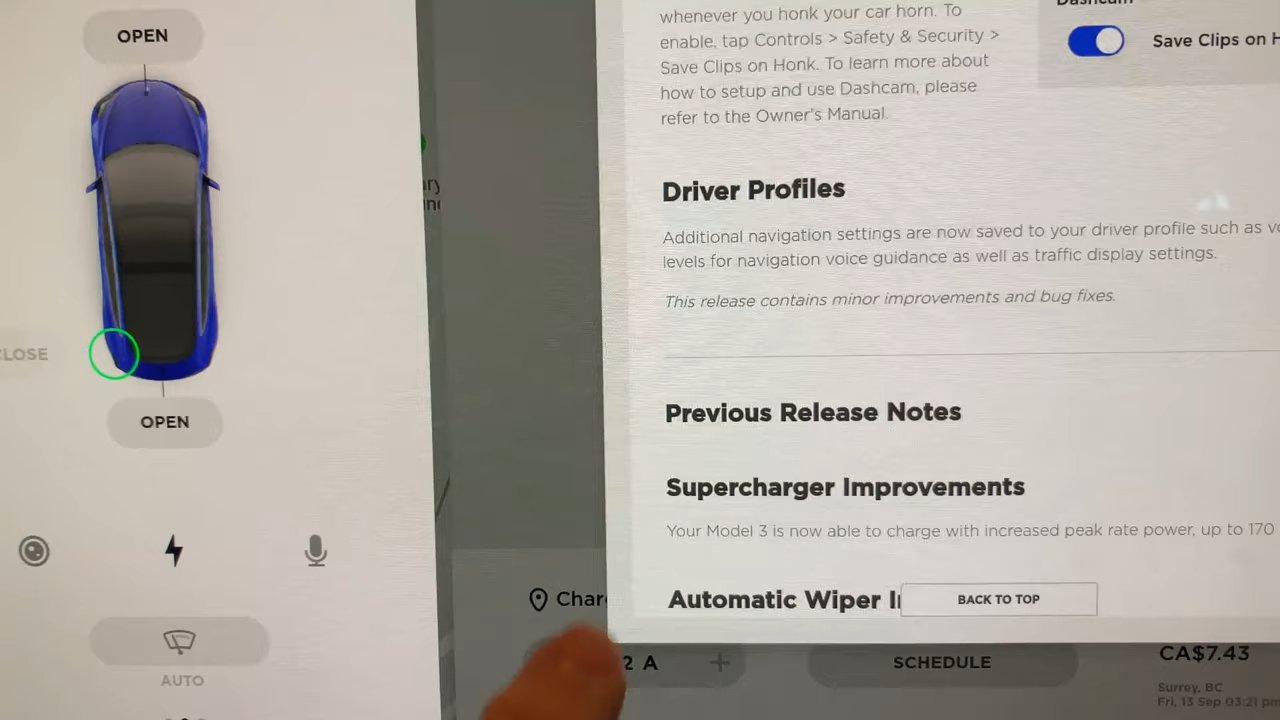 OPEN
CLOSE
OPEN
AUTO
whenever you honk your car horn. To
enable, tap Controls > Safety & Security >
Save Clips on Honk. To learn more about
how to setup and use Dashcam, please
refer to the Owner's Manual.
Dashcam
Save Clips on H
Driver Profiles
Additional navigation settings are now saved to your driver profile such as vo
levels for navigation voice guidance as well as traffic display settings.
This release contains minor improvements and bug fixes.
Previous Release Notes
Supercharger Improvements
Your Model 3 is now able to charge with increased peak rate power, up to 170
Automatic Wiper I
BACK TO TOP
Char
2 A
+
SCHEDULE
CA$7.43
Surrey, BC
Fri, 13 Sep 03:21 pm